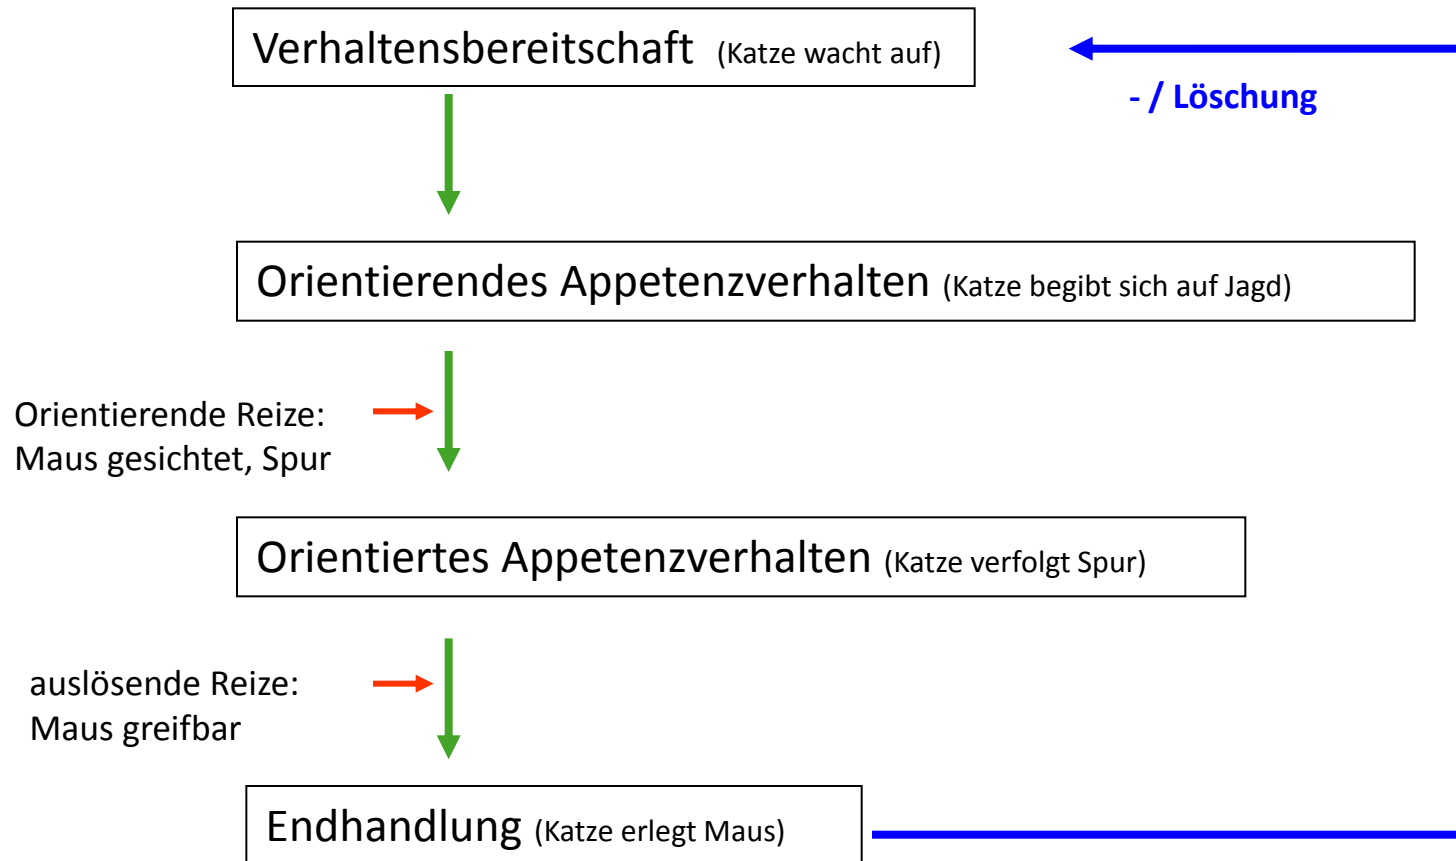 Verhaltensbereitschaft (Katze wacht auf)
- / Löschung
Orientierendes Appetenzverhalten (Katze begibt sich auf Jagd)
Orientierende Reize:
Maus gesichtet, Spur
Orientiertes Appetenzverhalten (Katze verfolgt Spur)
auslösende Reize:
Maus greifbar
Endhandlung (Katze erlegt Maus)